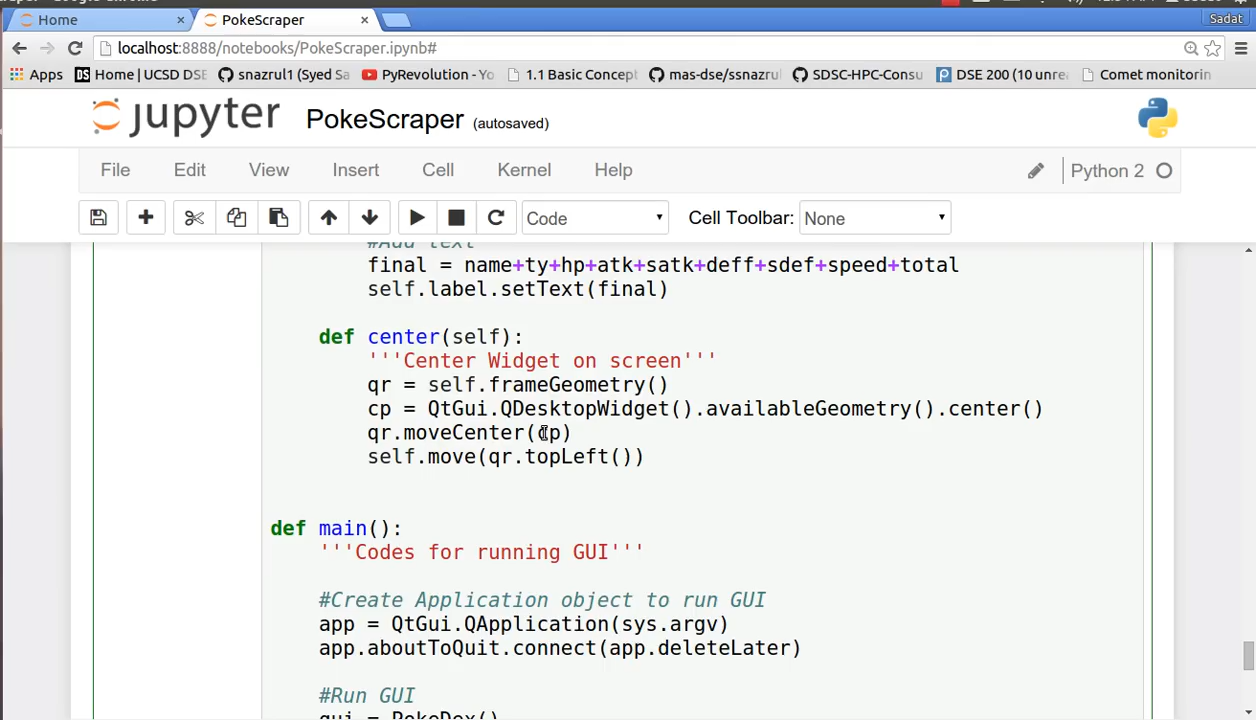 Home
PokeScraper
Sadat
localhost:8888/notebooks/PokeScraper.ipynb#
Apps
Home | UCSD DSE
snazrul1 (Syed Sa
PyRevolution - Yo
1.1 Basic Concept
mas-dse/ssnazrul
SDSC-HPC-Consu
DSE 200 (10 unre
Comet monitorin
jupyter
PokeScraper (autosaved)
File Edit View Insert Cell Kernel Help
Python 2
Code
Cell Toolbar:
None
#Add text
final = name+ty+hp+atk+satk+deff+sdef+speed+total
self.label.setText(final)
def center(self):
'''Center Widget on screen'''
qr = self.frameGeometry()
cp = QtGui.QDesktopWidget().availableGeometry().center()
qr.moveCenter(cp)
self.move(qr.topLeft())
def main():
'''Codes for running GUI'''
#Create Application object to run GUI
app = QtGui.QApplication(sys.argv)
app.aboutToQuit.connect(app.deleteLater)
#Run GUI
gui = PokeDex()